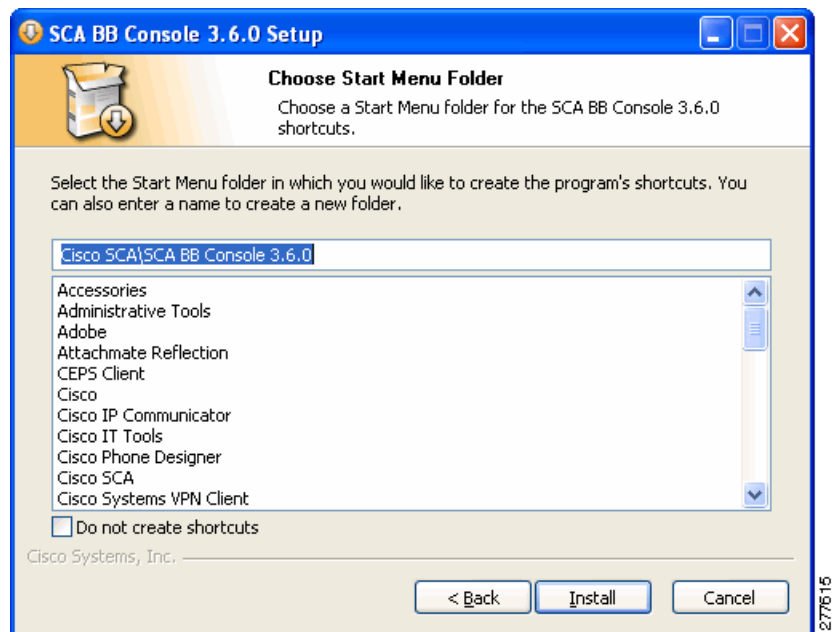 SCA BB Console 3.6.0 Setup
Choose Start Menu Folder
Choose a Start Menu folder for the SCA BB Console 3.6.0
shortcuts.
Select the Start Menu folder in which you would like to create the program's shortcuts. You
can also enter a name to create a new folder.
Cisco SCA\SCA BB Console 3.6.0
Accessories
Administrative Tools
Adobe
Attachmate Reflection
CEPS Client
Cisco
Cisco IP Communicator
Cisco IT Tools
Cisco Phone Designer
Cisco SCA
Cisco Systems VPN Client
Do not create shortcuts
Cisco Systems, Inc.
< Back
Install
Cancel
277615